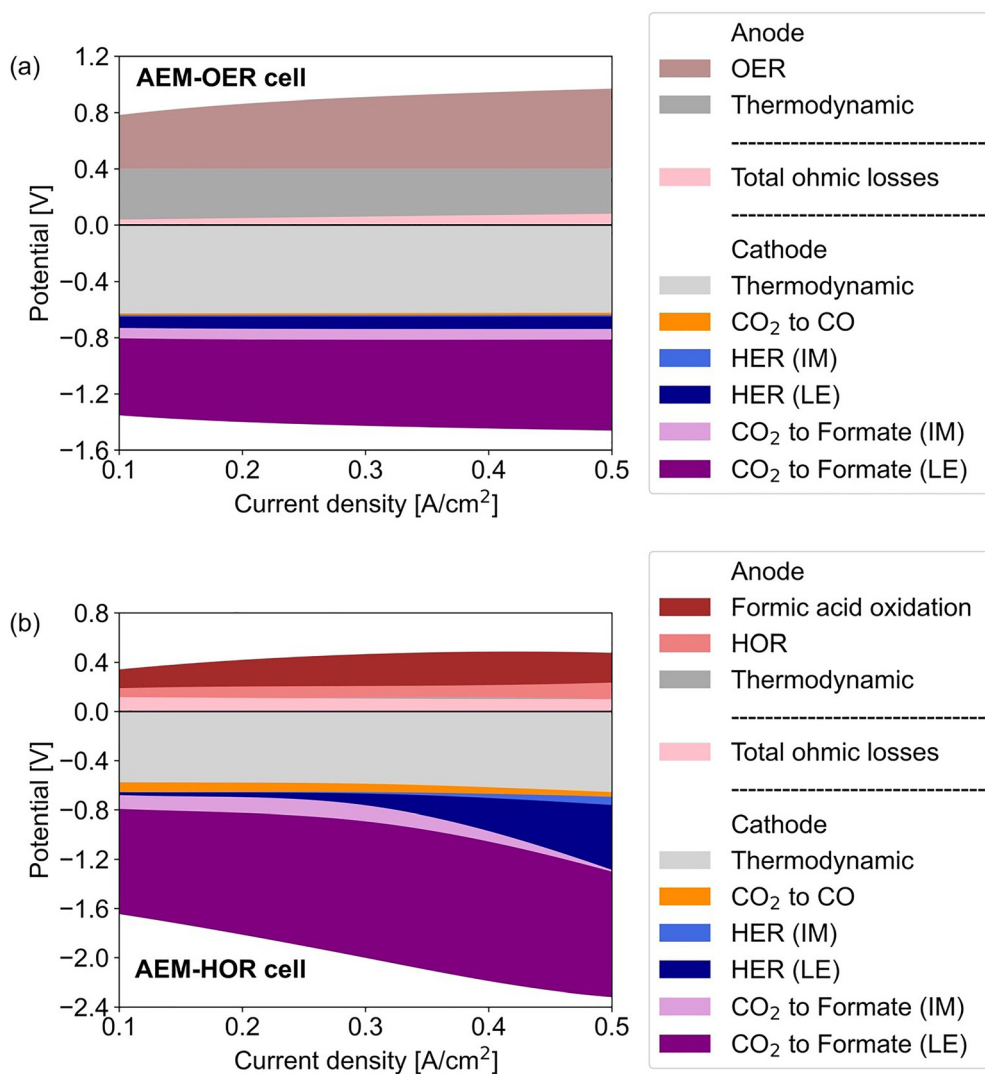 (a)
AEM-OER cell
Potential [V]
1.2
0.8
0.4
0.0
−0.4
−0.8
−1.2
−1.6
0.1
0.2
0.3
0.4
0.5
Current density [A/cm²]
Anode
OER
Thermodynamic
-------------------------------
Total ohmic losses
-------------------------------
Cathode
Thermodynamic
CO₂ to CO
HER (IM)
HER (LE)
CO₂ to Formate (IM)
CO₂ to Formate (LE)
(b)
Potential [V]
0.8
0.4
0.0
−0.4
−0.8
−1.2
−1.6
−2.0
−2.4
AEM-HOR cell
0.1
0.2
0.3
0.4
0.5
Current density [A/cm²]
Anode
Formic acid oxidation
HOR
Thermodynamic
-------------------------------
Total ohmic losses
-------------------------------
Cathode
Thermodynamic
CO₂ to CO
HER (IM)
HER (LE)
CO₂ to Formate (IM)
CO₂ to Formate (LE)